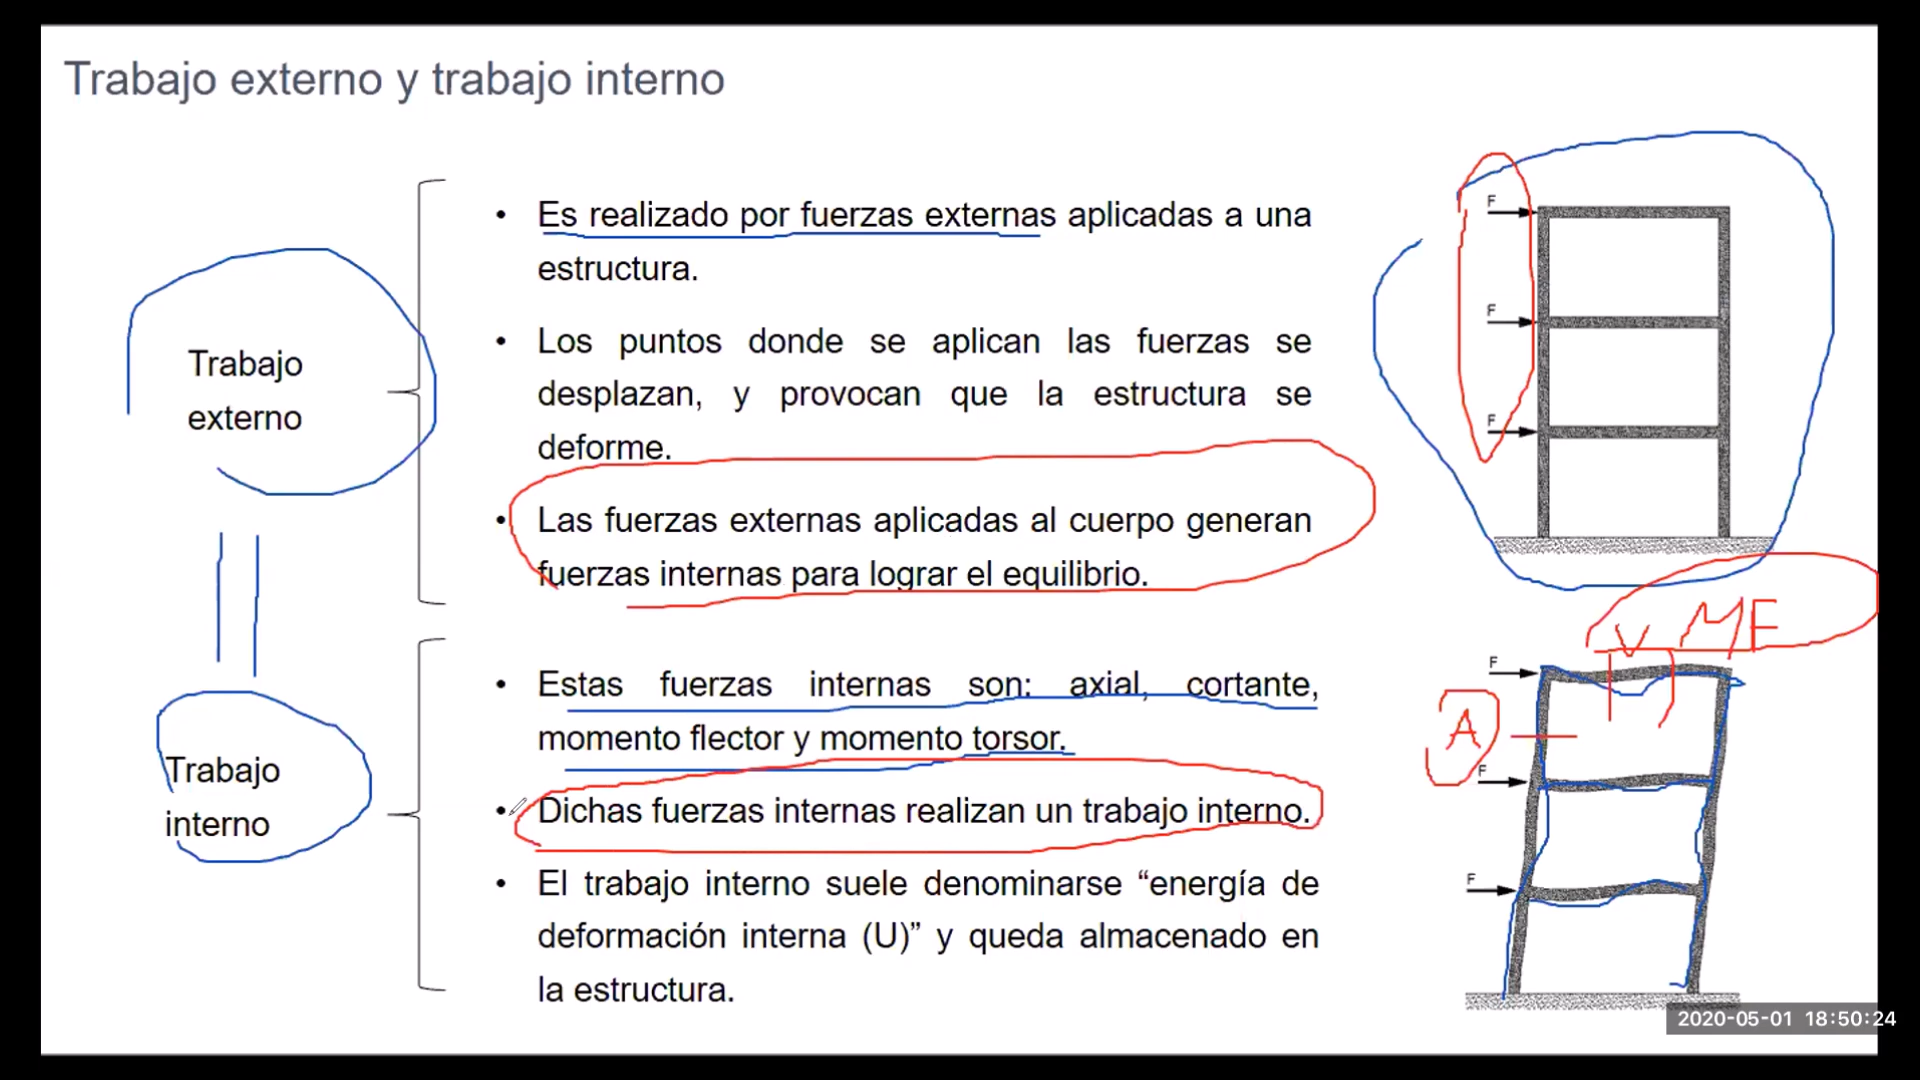 Trabajo externo y trabajo interno
Trabajo
externo
• Es realizado por fuerzas externas aplicadas a una
estructura.
• Los puntos donde se aplican las fuerzas se
desplazan, y provocan que la estructura se
deforme.
• Las fuerzas externas aplicadas al cuerpo generan
fuerzas internas para lograr el equilibrio.
F
F
F
Trabajo
interno
• Estas fuerzas internas son: axial, cortante,
momento flector y momento torsor.
• Dichas fuerzas internas realizan un trabajo interno.
• El trabajo interno suele denominarse “energía de
deformación interna (U)” y queda almacenado en
la estructura.
V MF
F
A
F
F
2020-05-01 18:50:24